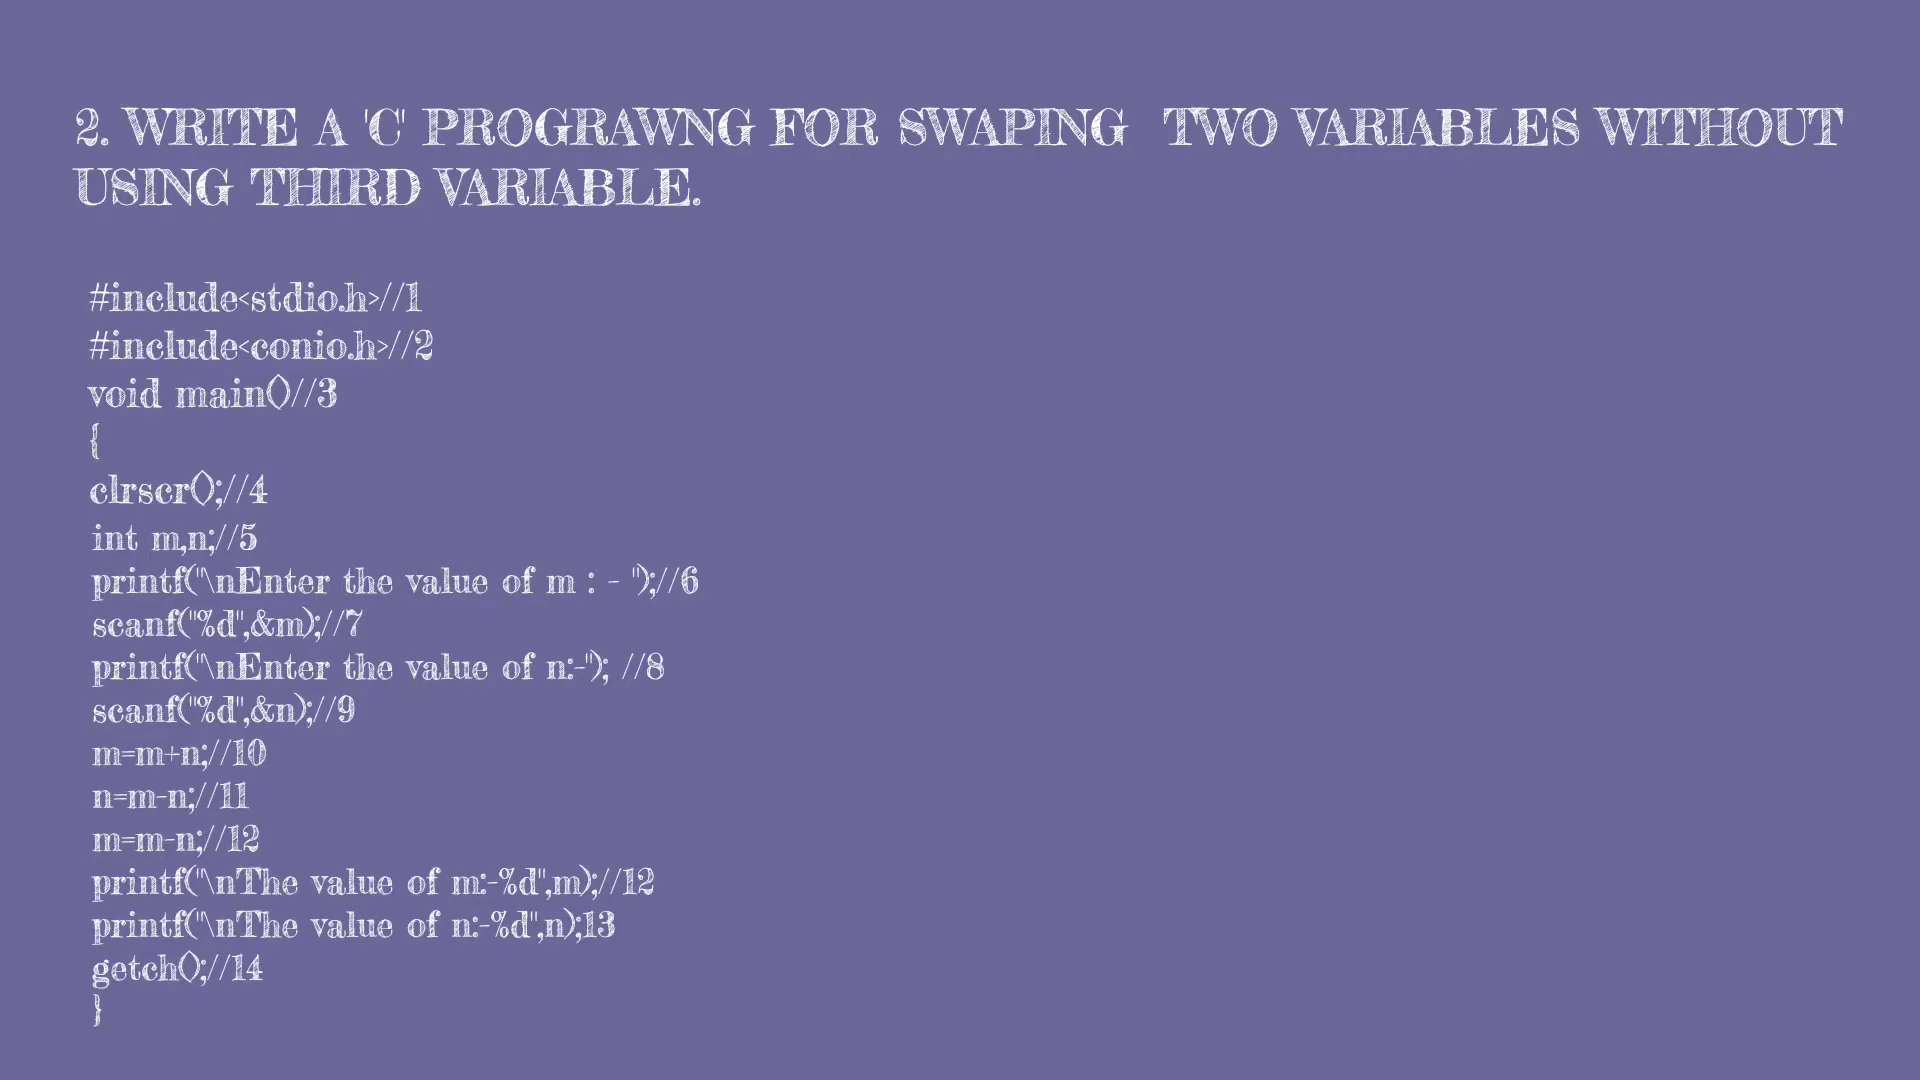 2. WRITE A 'C' PROGRAWNG FOR SWAPING  TWO VARIABLES WITHOUT
USING THIRD VARIABLE.
#include<stdio.h>//1
#include<conio.h>//2
void main()//3
{
clrscr();//4
int m,n;//5
printf("\nEnter the value of m : - ");//6
scanf("%d",&m);//7
printf("\nEnter the value of n:-"); //8
scanf("%d",&n);//9
m=m+n;//10
n=m-n;//11
m=m-n;//12
printf("\nThe value of m:-%d",m);//12
printf("\nThe value of n:-%d",n);13
getch();//14
}